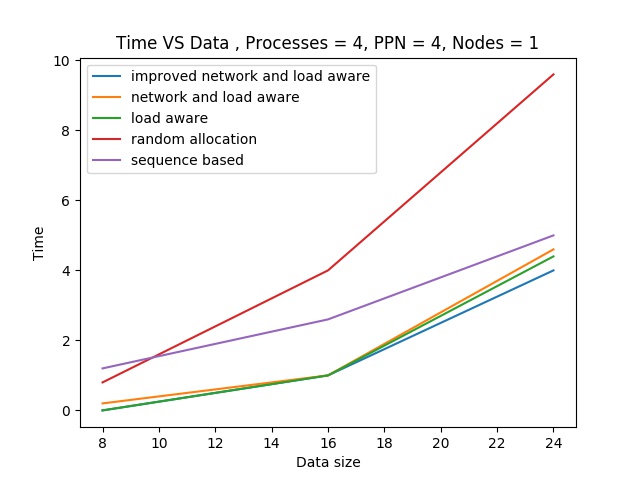 Time VS Data , Processes = 4, PPN = 4, Nodes = 1
improved network and load aware
network and load aware
load aware
random allocation
sequence based
10
8
6
4
2
0
Time
8 10 12 14 16 18 20 22 24
Data size